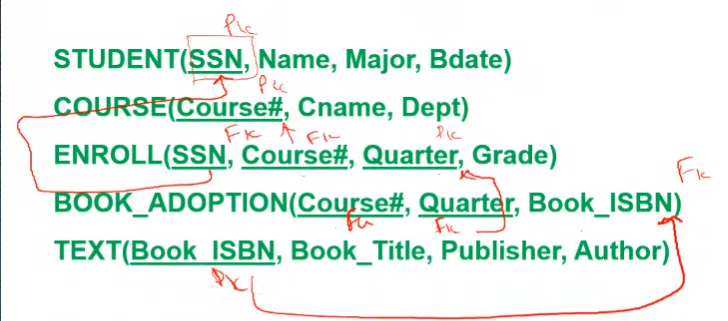 PK
STUDENT(SSN, Name, Major, Bdate)
PK
COURSE(Course#, Cname, Dept)
FK FK PK
ENROLL(SSN, Course#, Quarter, Grade)
FK
BOOK_ADOPTION(Course#, Quarter, Book_ISBN)
FK FK
TEXT(Book_ISBN, Book_Title, Publisher, Author)
PK